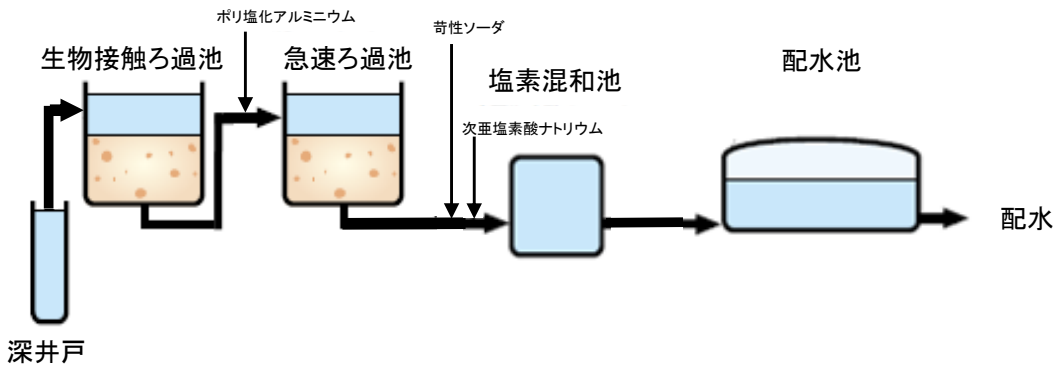 ポリ塩化アルミニウム
苛性ソーダ
生物接触ろ過池
急速ろ過池
塩素混和池
配水池
次亜塩素酸ナトリウム
配水
深井戸